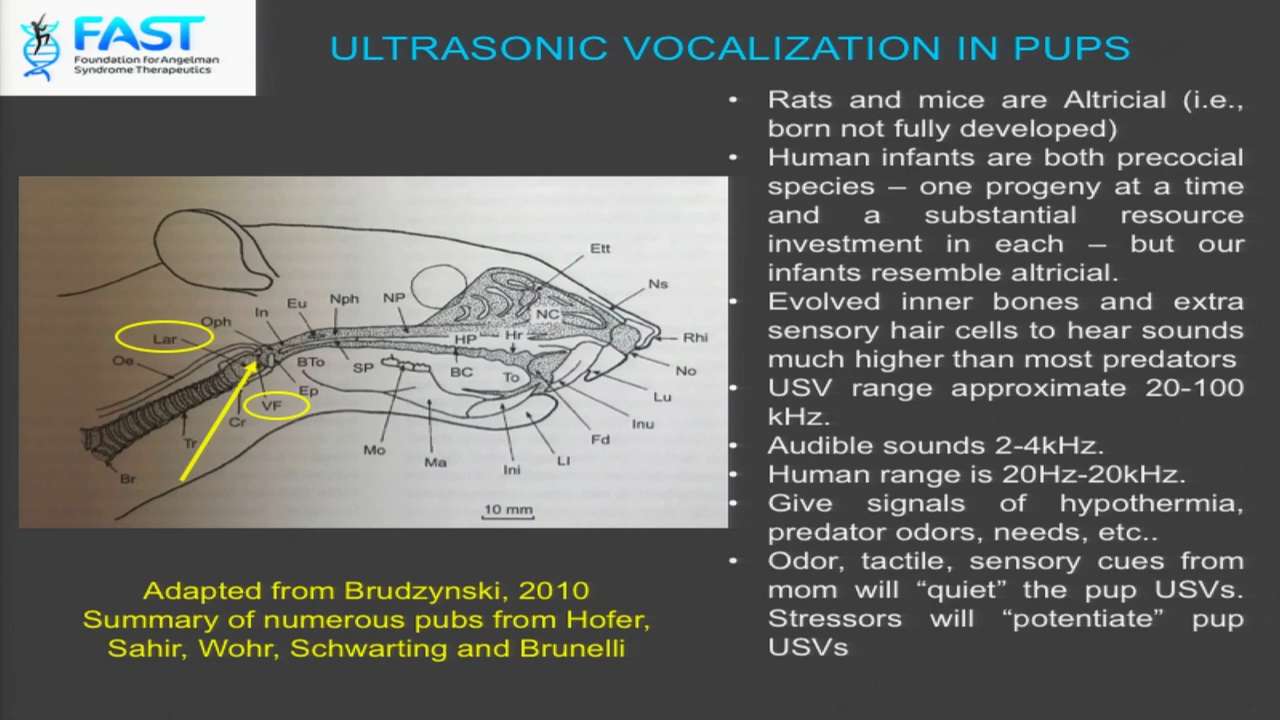 FAST
Foundation for Angelman
Syndrome Therapeutics
ULTRASONIC VOCALIZATION IN PUPS
• Rats and mice are Altricial (i.e.,
born not fully developed)
• Human infants are both precocial
species – one progeny at a time
and a substantial resource
investment in each – but our
infants resemble altricial.
• Evolved inner bones and extra
sensory hair cells to hear sounds
much higher than most predators
• USV range approximate 20-100
kHz.
• Audible sounds 2-4kHz.
• Human range is 20Hz-20kHz.
• Give signals of hypothermia,
predator odors, needs, etc..
• Odor, tactile, sensory cues from
mom will “quiet” the pup USVs.
Stressors will “potentiate” pup
USVs
Ett
Ns
Eu
Nph
NP
In
Oph
NC
Lar
HP
Hr
Rhi
Oe
BTo
SP
BC
To
No
Ep
VF
Lu
Cr
Inu
Tr
Mo
Ma
Fd
Ini
LI
Br
10 mm
Adapted from Brudzynski, 2010
Summary of numerous pubs from Hofer,
Sahir, Wohr, Schwarting and Brunelli